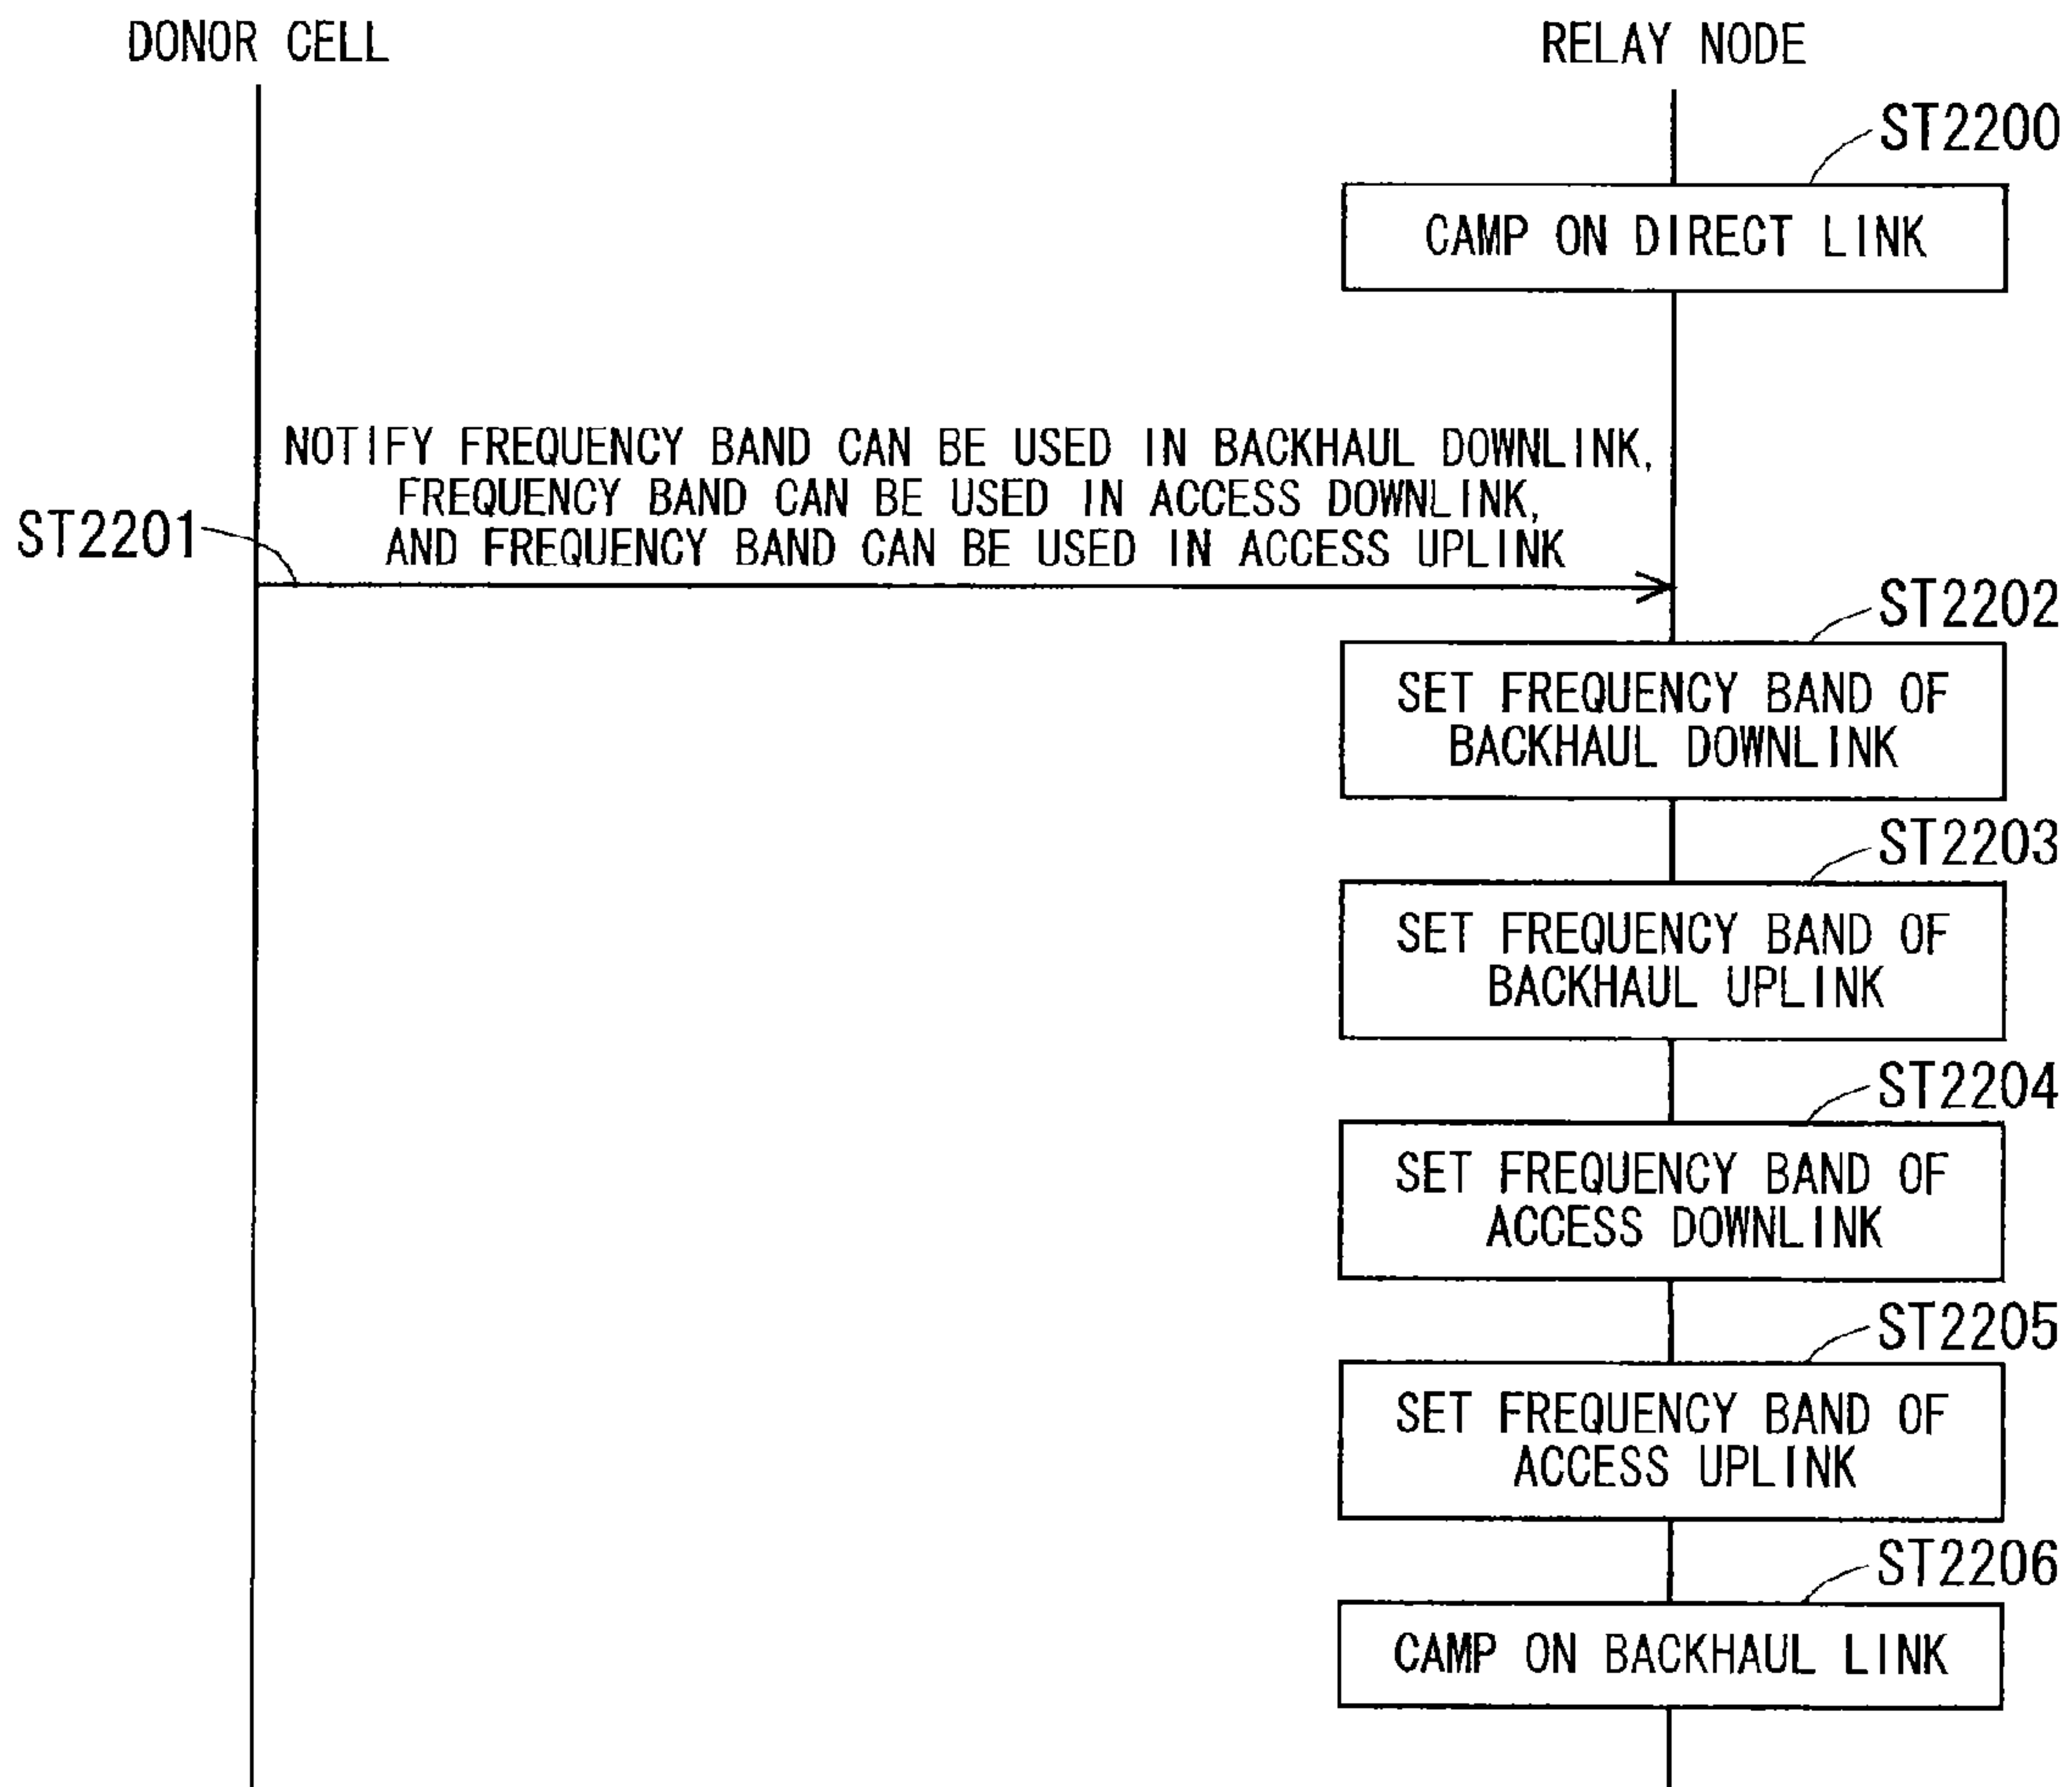 DONOR CELL
RELAY NODE
ST2200
CAMP ON DIRECT LINK
NOTIFY FREQUENCY BAND CAN BE USED IN BACKHAUL DOWNLINK,
FREQUENCY BAND CAN BE USED IN ACCESS DOWNLINK,
AND FREQUENCY BAND CAN BE USED IN ACCESS UPLINK
ST2201
ST2202
SET FREQUENCY BAND OF
BACKHAUL DOWNLINK
ST2203
SET FREQUENCY BAND OF
BACKHAUL UPLINK
ST2204
SET FREQUENCY BAND OF
ACCESS DOWNLINK
ST2205
SET FREQUENCY BAND OF
ACCESS UPLINK
ST2206
CAMP ON BACKHAUL LINK